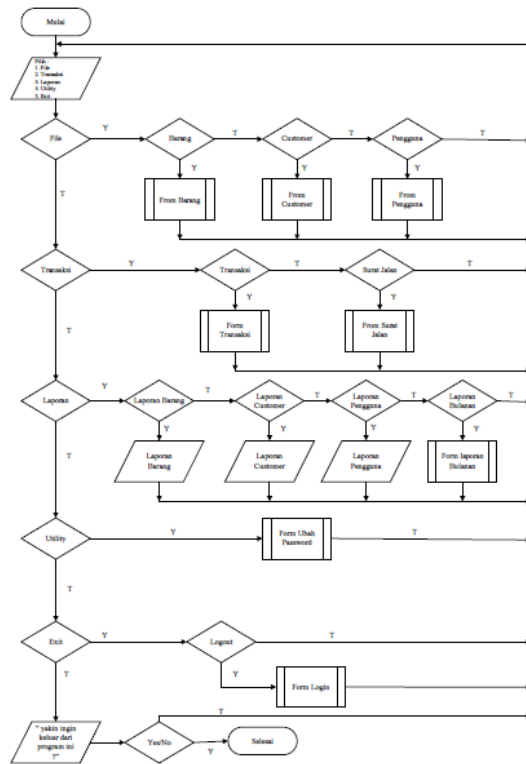 Mulai
Pilih :
1. File
2. Transaksi
3. Laporan
4. Utility
5. Exit
File
Y
Barang
T
Customer
T
Pengguna
T
Y
Y
Y
From Barang
From
Customer
From
Pengguna
T
Transaksi
Y
Transaksi
T
Surat Jalan
T
Y
Y
Form
Transaksi
From Surat
Jalan
T
Laporan
Y
Laporan Barang
T
Laporan
Customer
T
Laporan
Pengguna
T
Laporan
Bulanan
T
Y
Y
Y
Y
Laporan
Barang
Laporan
Customer
Laporan
Pengguna
Form laporan
Bulanan
T
Utility
Y
Form Ubah
Password
T
T
Exit
Y
Logout
T
T
Y
Form Login
" yakin ingin
keluar dari
program ini
?"
Yes/No
T
Y
Selesai